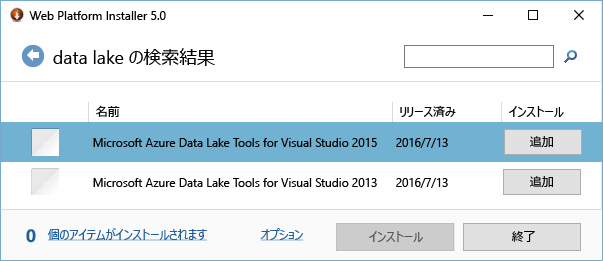 Web Platform Installer 5.0
data lake の検索結果
名前 リリース済み インストール
Microsoft Azure Data Lake Tools for Visual Studio 2015 2016/7/13 追加
Microsoft Azure Data Lake Tools for Visual Studio 2013 2016/7/13 追加
0 個のアイテムがインストールされます オプション インストール 終了